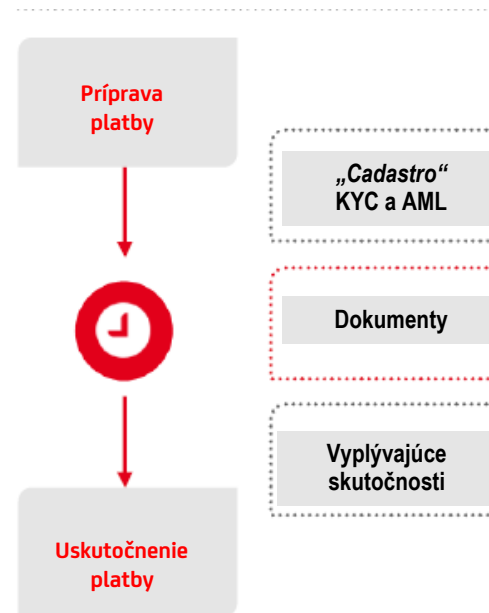 Príprava
platby
„Cadastro“
KYC a AML
Dokumenty
Vyplývajúce
skutočnosti
Uskutočnenie
platby